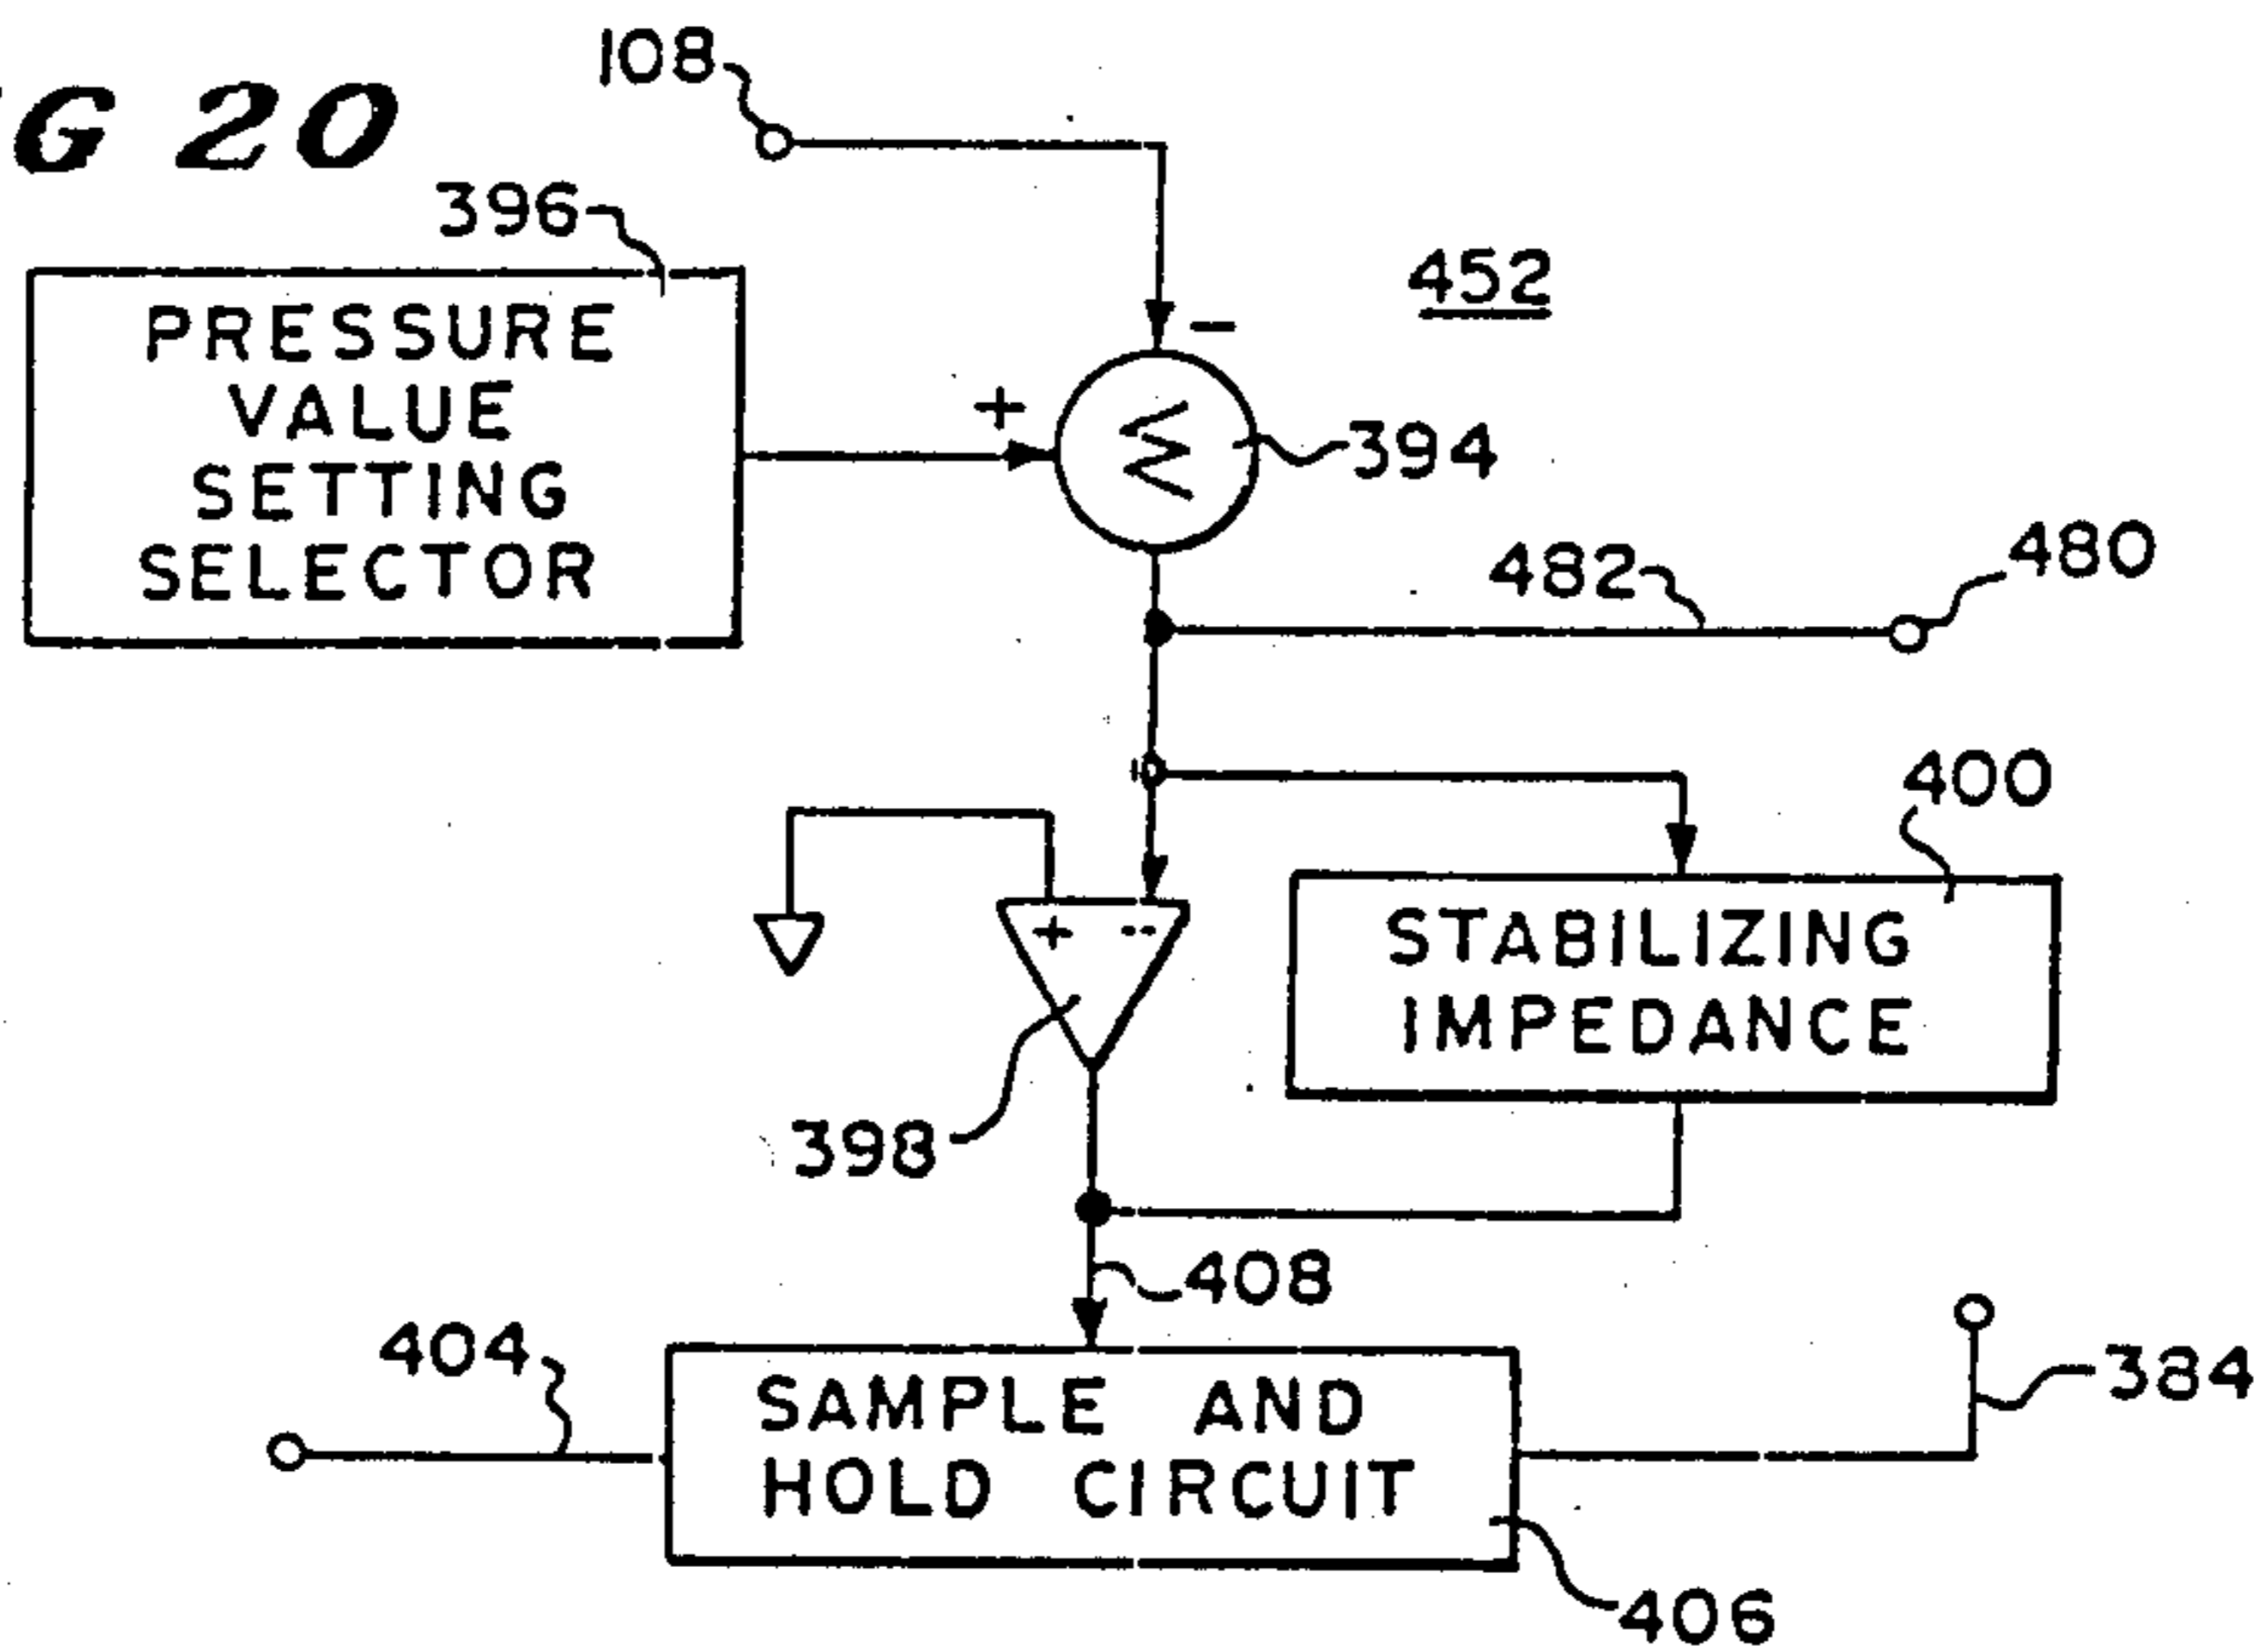 G 20
108
396
PRESSURE
VALUE
SETTING
SELECTOR
452
-
+
Σ
394
482
480
400
+ --
STABILIZING
IMPEDANCE
398
408
404
384
SAMPLE AND
HOLD CIRCUIT
406